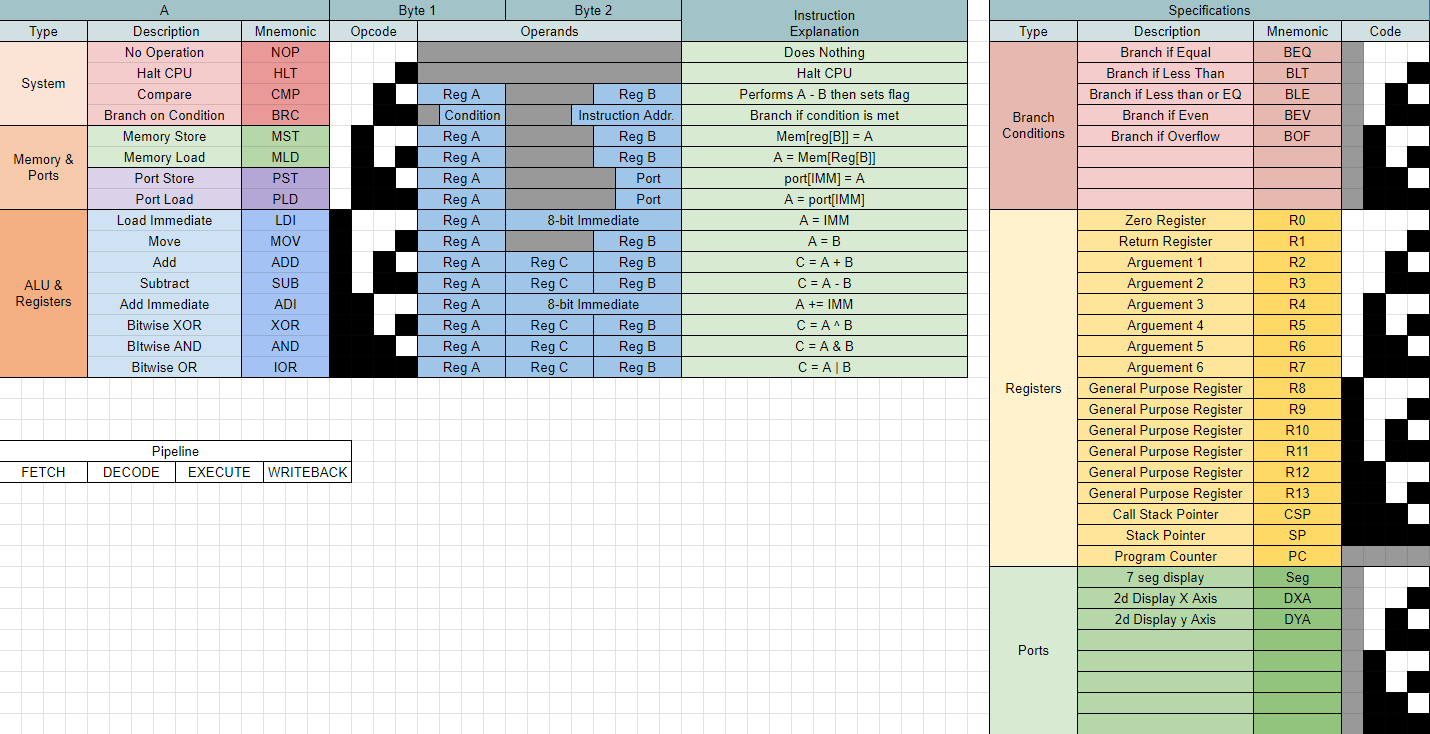 A Byte 1 Byte 2 Instruction Explanation
Type Description Mnemonic Opcode Operands
System
No Operation NOP Does Nothing
Halt CPU HLT Halt CPU
Compare CMP Reg A Reg B Performs A - B then sets flag
Branch on Condition BRC Condition Instruction Addr. Branch if condition is met
Memory & Ports
Memory Store MST Reg A Reg B Mem[reg[B]] = A
Memory Load MLD Reg A Reg B A = Mem[Reg[B]]
Port Store PST Reg A Port port[IMM] = A
Port Load PLD Reg A Port A = port[IMM]
ALU & Registers
Load Immediate LDI Reg A 8-bit Immediate A = IMM
Move MOV Reg A Reg B A = B
Add ADD Reg A Reg C Reg B C = A + B
Subtract SUB Reg A Reg C Reg B C = A - B
Add Immediate ADI Reg A 8-bit Immediate A += IMM
Bitwise XOR XOR Reg A Reg C Reg B C = A ^ B
BItwise AND AND Reg A Reg C Reg B C = A & B
Bitwise OR IOR Reg A Reg C Reg B C = A | B
Pipeline
FETCH DECODE EXECUTE WRITEBACK
Specifications
Type Description Mnemonic Code
Branch Conditions
Branch if Equal BEQ
Branch if Less Than BLT
Branch if Less than or EQ BLE
Branch if Even BEV
Branch if Overflow BOF
Registers
Zero Register R0
Return Register R1
Arguement 1 R2
Arguement 2 R3
Arguement 3 R4
Arguement 4 R5
Arguement 5 R6
Arguement 6 R7
General Purpose Register R8
General Purpose Register R9
General Purpose Register R10
General Purpose Register R11
General Purpose Register R12
General Purpose Register R13
Call Stack Pointer CSP
Stack Pointer SP
Program Counter PC
Ports
7 seg display Seg
2d Display X Axis DXA
2d Display y Axis DYA